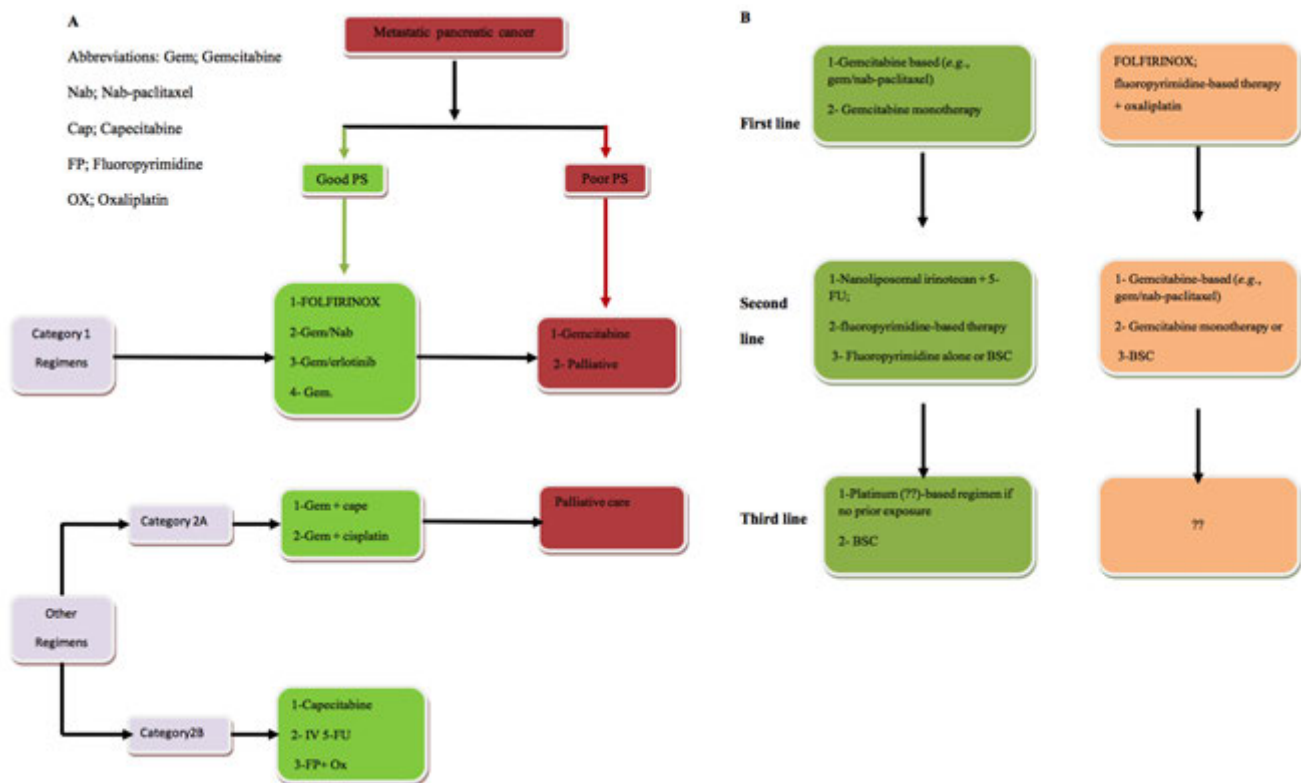 A
Abbreviations: Gem; Gemcitabine
Nab; Nab-paclitaxel
Cap; Capecitabine
FP; Fluoropyrimidine
OX; Oxaliplatin
Metastatic pancreatic cancer
Good PS
Poor PS
Category 1
Regimens
1-FOLFIRINOX
2-Gem/Nab
3-Gem/erlotinib
4- Gem.
1-Gemcitabine
2- Palliative
Other
Regimens
Category 2A
1-Gem + cape
2-Gem + cisplatin
Palliative care
Category2B
1-Capecitabine
2- IV 5-FU
3-FP+ Ox
B
First line
1-Gemcitabine based (e.g.,
gem/nab-paclitaxel)
2- Gemcitabine monotherapy
FOLFIRINOX;
fluoropyrimidine-based therapy
+ oxaliplatin
Second
line
1-Nanoliposomal irinotecan + 5-
FU;
2-fluoropyrimidine-based therapy
3- Fluoropyrimidine alone or BSC
1- Gemcitabine-based (e.g.,
gem/nab-paclitaxel)
2- Gemcitabine monotherapy or
3-BSC
Third line
1-Platinum (??)-based regimen if
no prior exposure
2- BSC
??